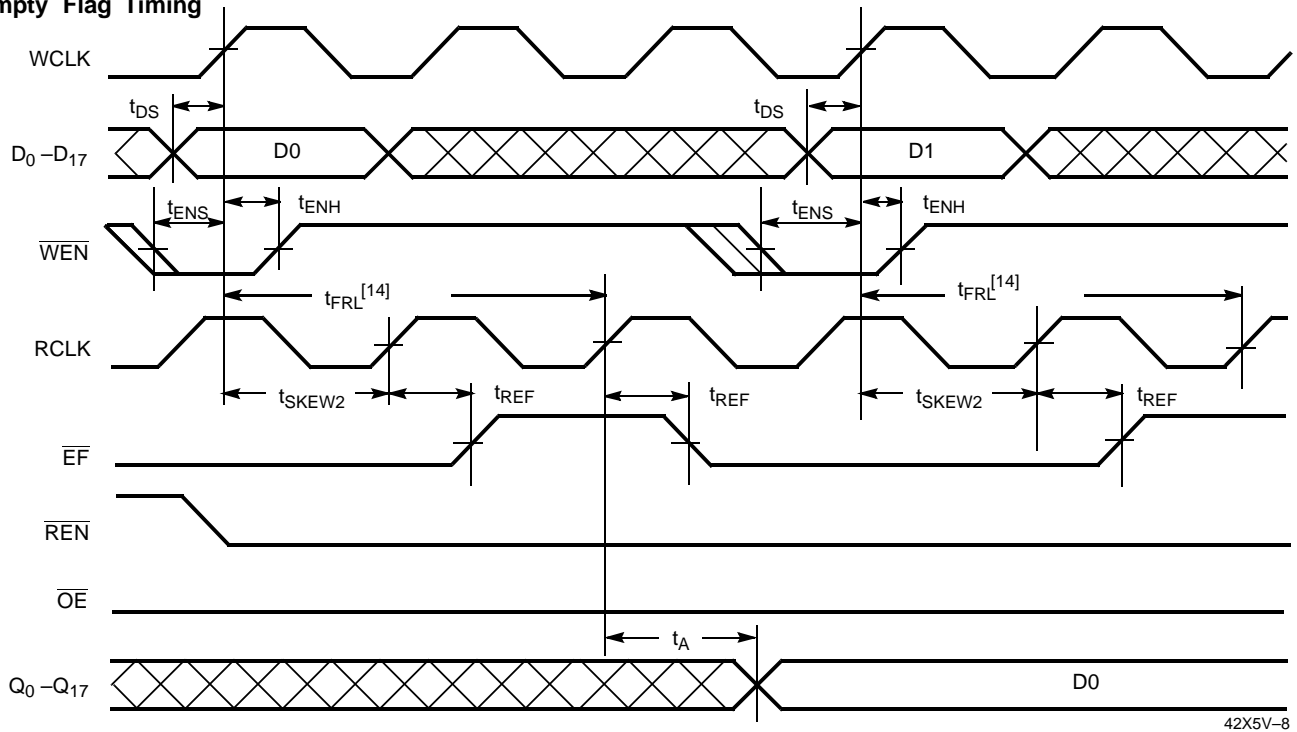 mpty Flag Timing
WCLK
tDS
tDS
D0 –D17
D0
D1
tENS
tENH
tENS
tENH
WEN
tFRL[14]
tFRL[14]
RCLK
tSKEW2
tREF
tREF
tSKEW2
tREF
EF
REN
OE
tA
Q0 –Q17
D0
42X5V–8